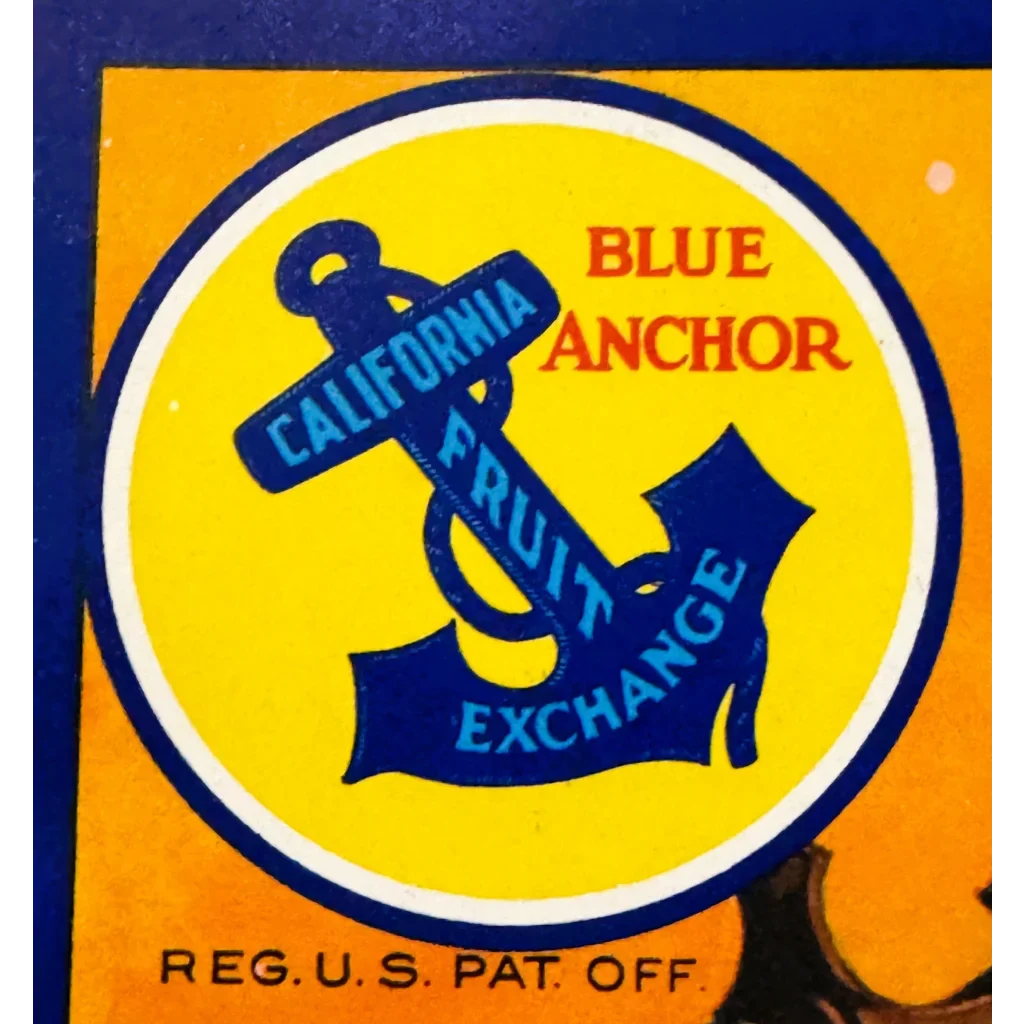 BLUE
ANCHOR
CALIFORNIA
FRUIT
EXCHANGE
REG. U. S. PAT. OFF.